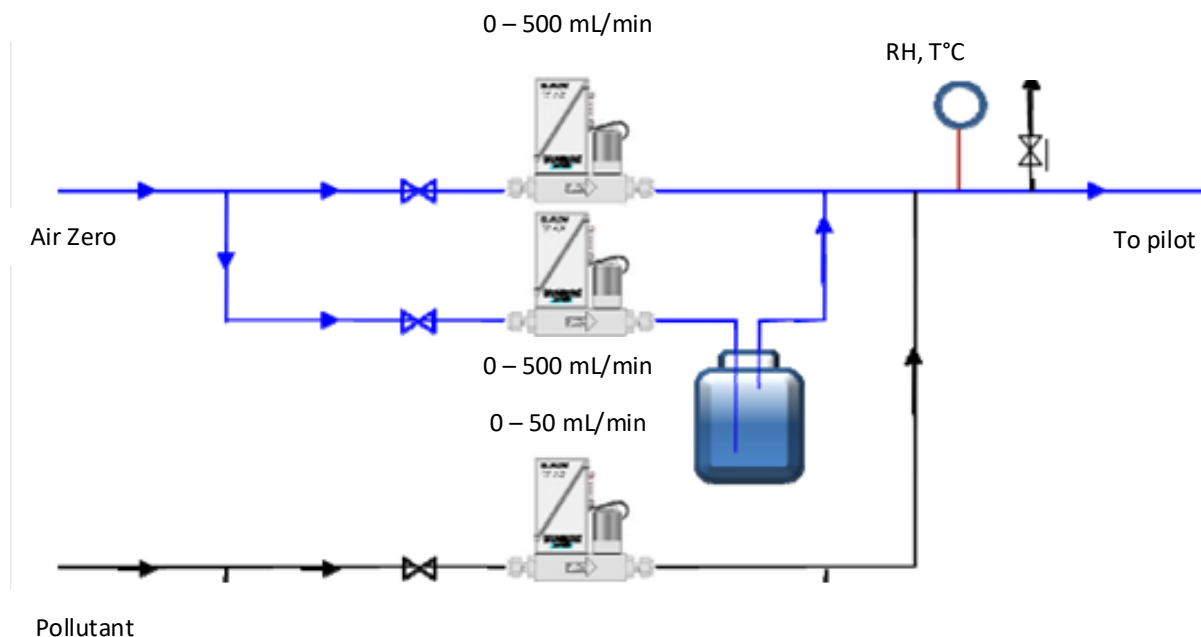 0 – 500 mL/min
RH, T°C
Air Zero
To pilot
0 – 500 mL/min
0 – 50 mL/min
Pollutant